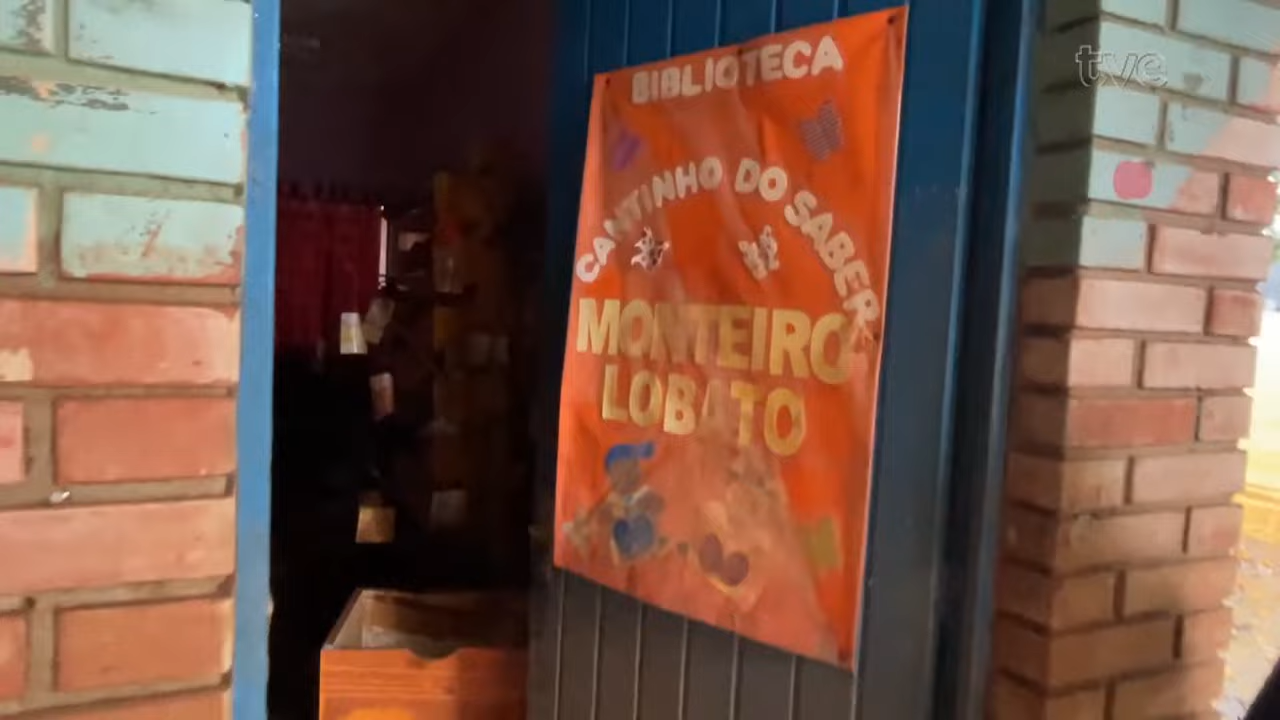 BIBLIOTECA
CANTINHO DO SABER
MONTEIRO
LOBATO
tve